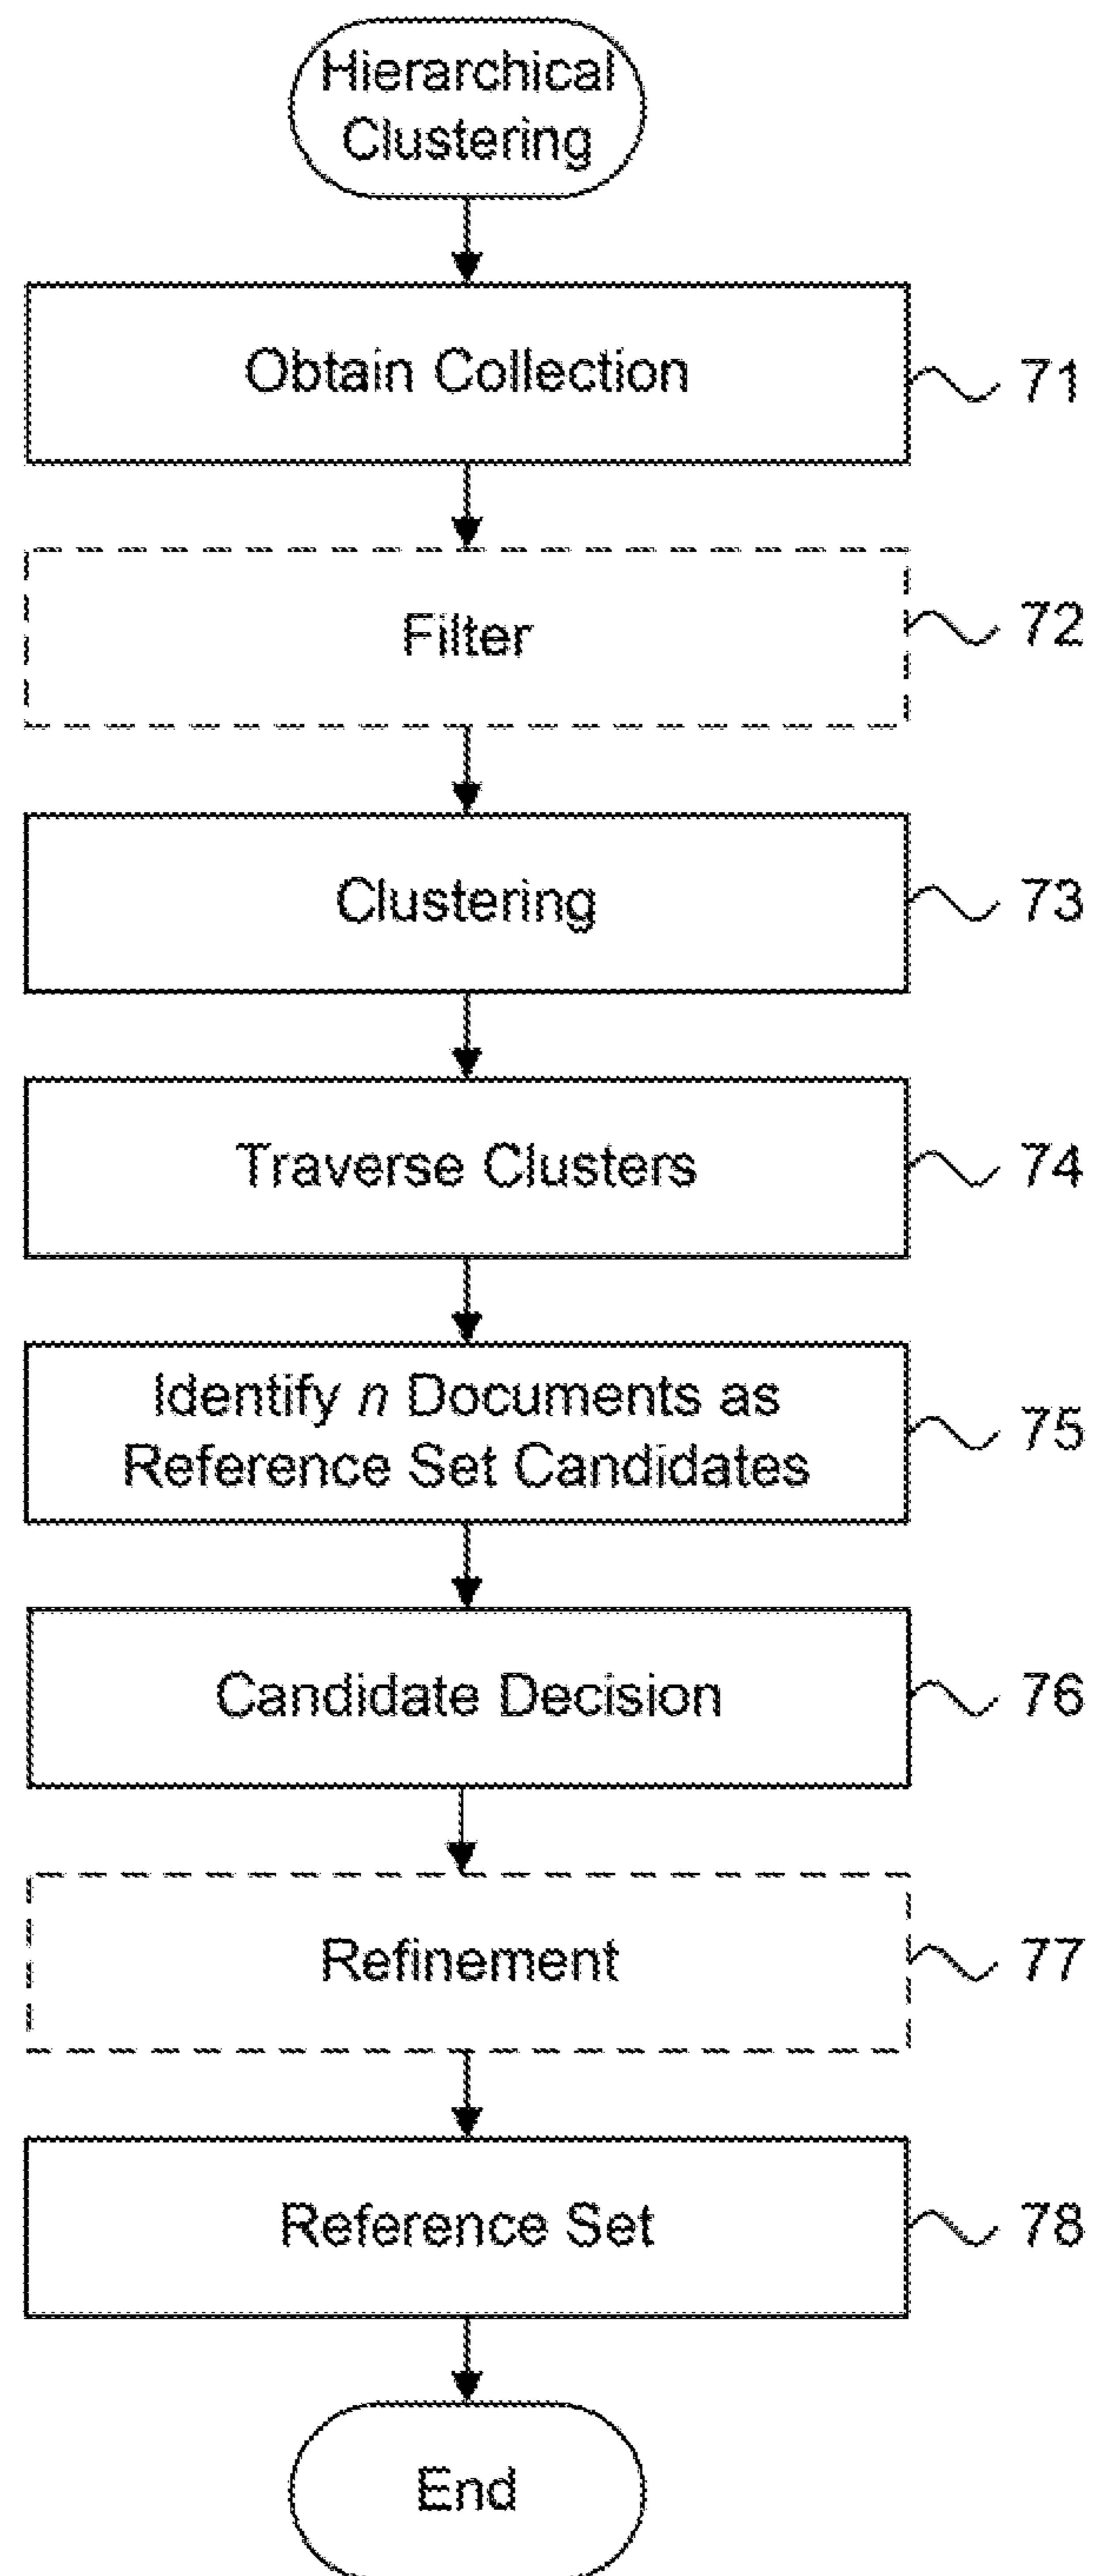 Hierarchical
Clustering
Obtain Collection
71
Filter
72
Clustering
73
Traverse Clusters
74
Identify n Documents as
Reference Set Candidates
75
Candidate Decision
76
Refinement
77
Reference Set
78
End